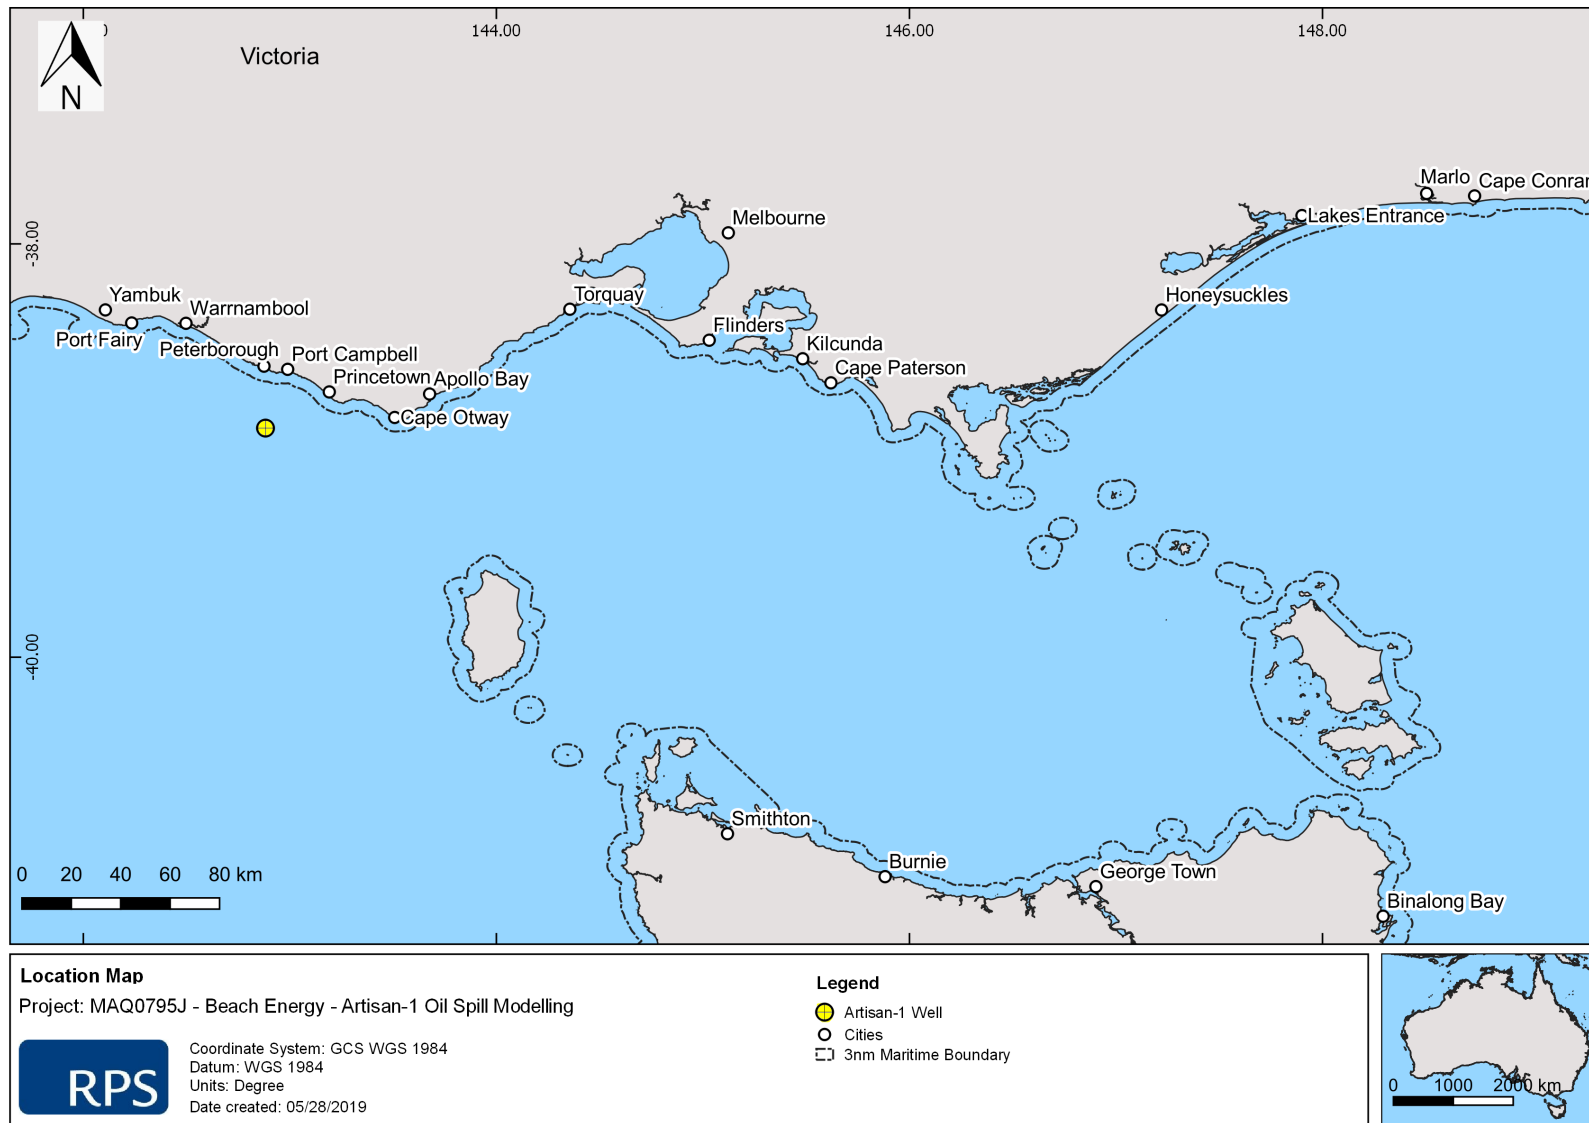 0
144.00
146.00
148.00
N
Victoria
-38.00
-40.00
Marlo
Cape Conran
Melbourne
Lakes Entrance
Yambuk
Warrnambool
Torquay
Honeysuckles
Port Fairy
Flinders
Peterborough
Port Campbell
Kilcunda
Princetown
Apollo Bay
Cape Paterson
Cape Otway
Smithton
Burnie
George Town
Binalong Bay
0 20 40 60 80 km
Location Map
Project: MAQ0795J - Beach Energy - Artisan-1 Oil Spill Modelling
RPS
Coordinate System: GCS WGS 1984
Datum: WGS 1984
Units: Degree
Date created: 05/28/2019
Legend
Artisan-1 Well
Cities
3nm Maritime Boundary
0 1000 2000 km